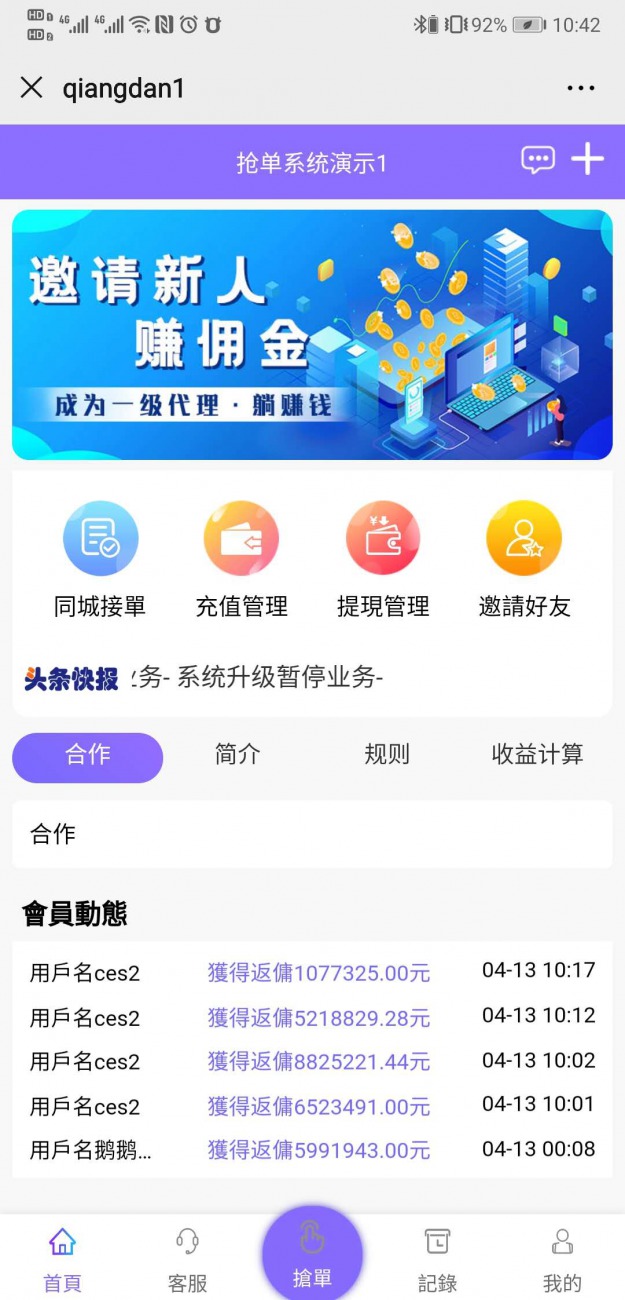 HD 1 4G 4G 92% 10:42
HD 2
qiangdan1
抢单系统演示1
邀请新人
赚佣金
成为一级代理·躺赚钱
同城接單 充值管理 提現管理 邀請好友
头条快报 业务- 系统升级暂停业务-
合作 简介 规则 收益计算
合作
會員動態
用戶名ces2 獲得返傭1077325.00元 04-13 10:17
用戶名ces2 獲得返傭5218829.28元 04-13 10:12
用戶名ces2 獲得返傭8825221.44元 04-13 10:02
用戶名ces2 獲得返傭6523491.00元 04-13 10:01
用戶名鹅鹅... 獲得返傭5991943.00元 04-13 00:08
首頁 客服 搶單 記錄 我的